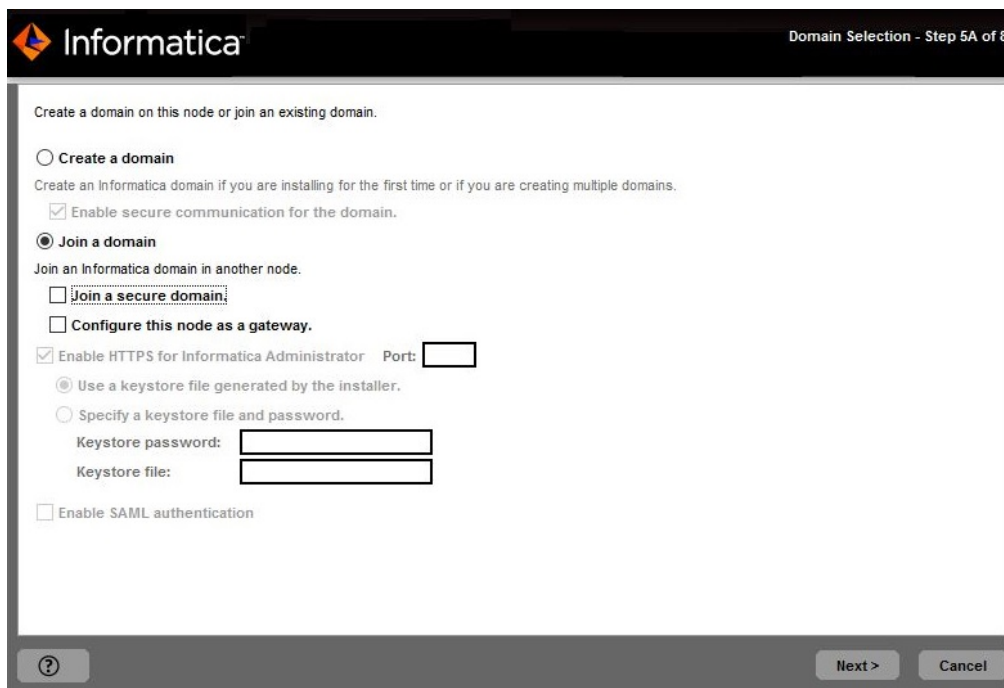 Informatica
Domain Selection - Step 5A of 8
Create a domain on this node or join an existing domain.
Create a domain
Create an Informatica domain if you are installing for the first time or if you are creating multiple domains.
Enable secure communication for the domain.
Join a domain
Join an Informatica domain in another node.
Join a secure domain.
Configure this node as a gateway.
Enable HTTPS for Informatica Administrator Port:
Use a keystore file generated by the installer.
Specify a keystore file and password.
Keystore password:
Keystore file:
Enable SAML authentication
? Next > Cancel